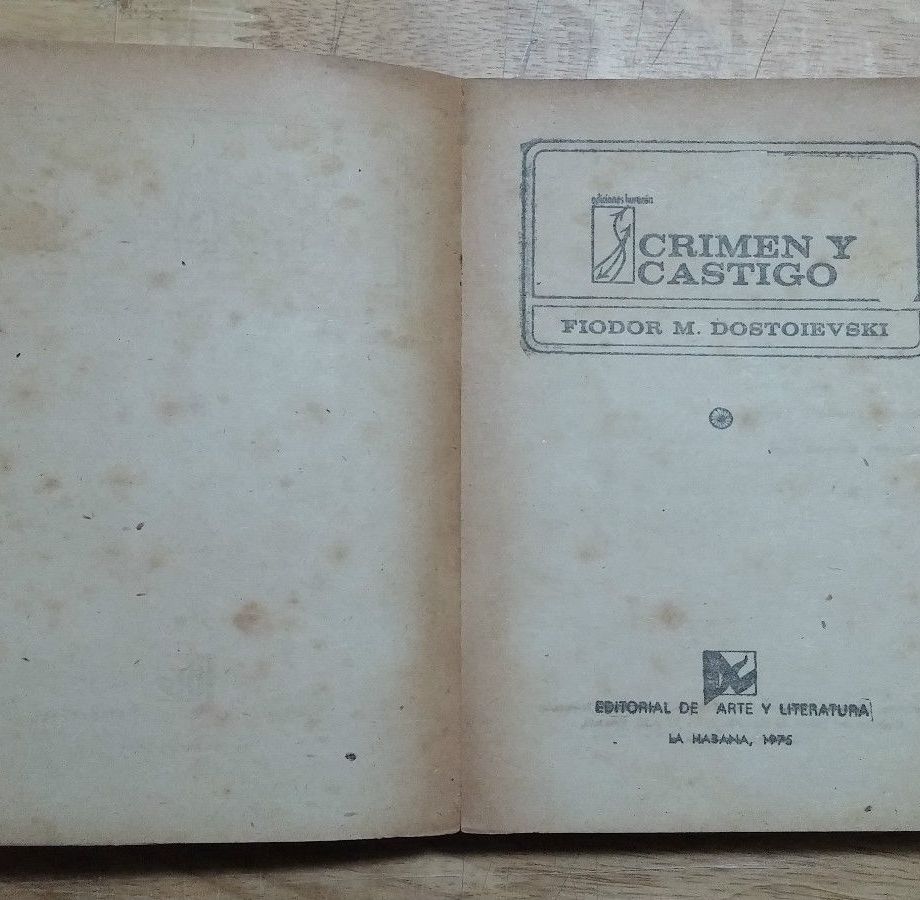 ediciones huracán
CRIMEN Y
CASTIGO
FIODOR M. DOSTOIEVSKI
EDITORIAL DE ARTE Y LITERATURA
LA HABANA, 1975